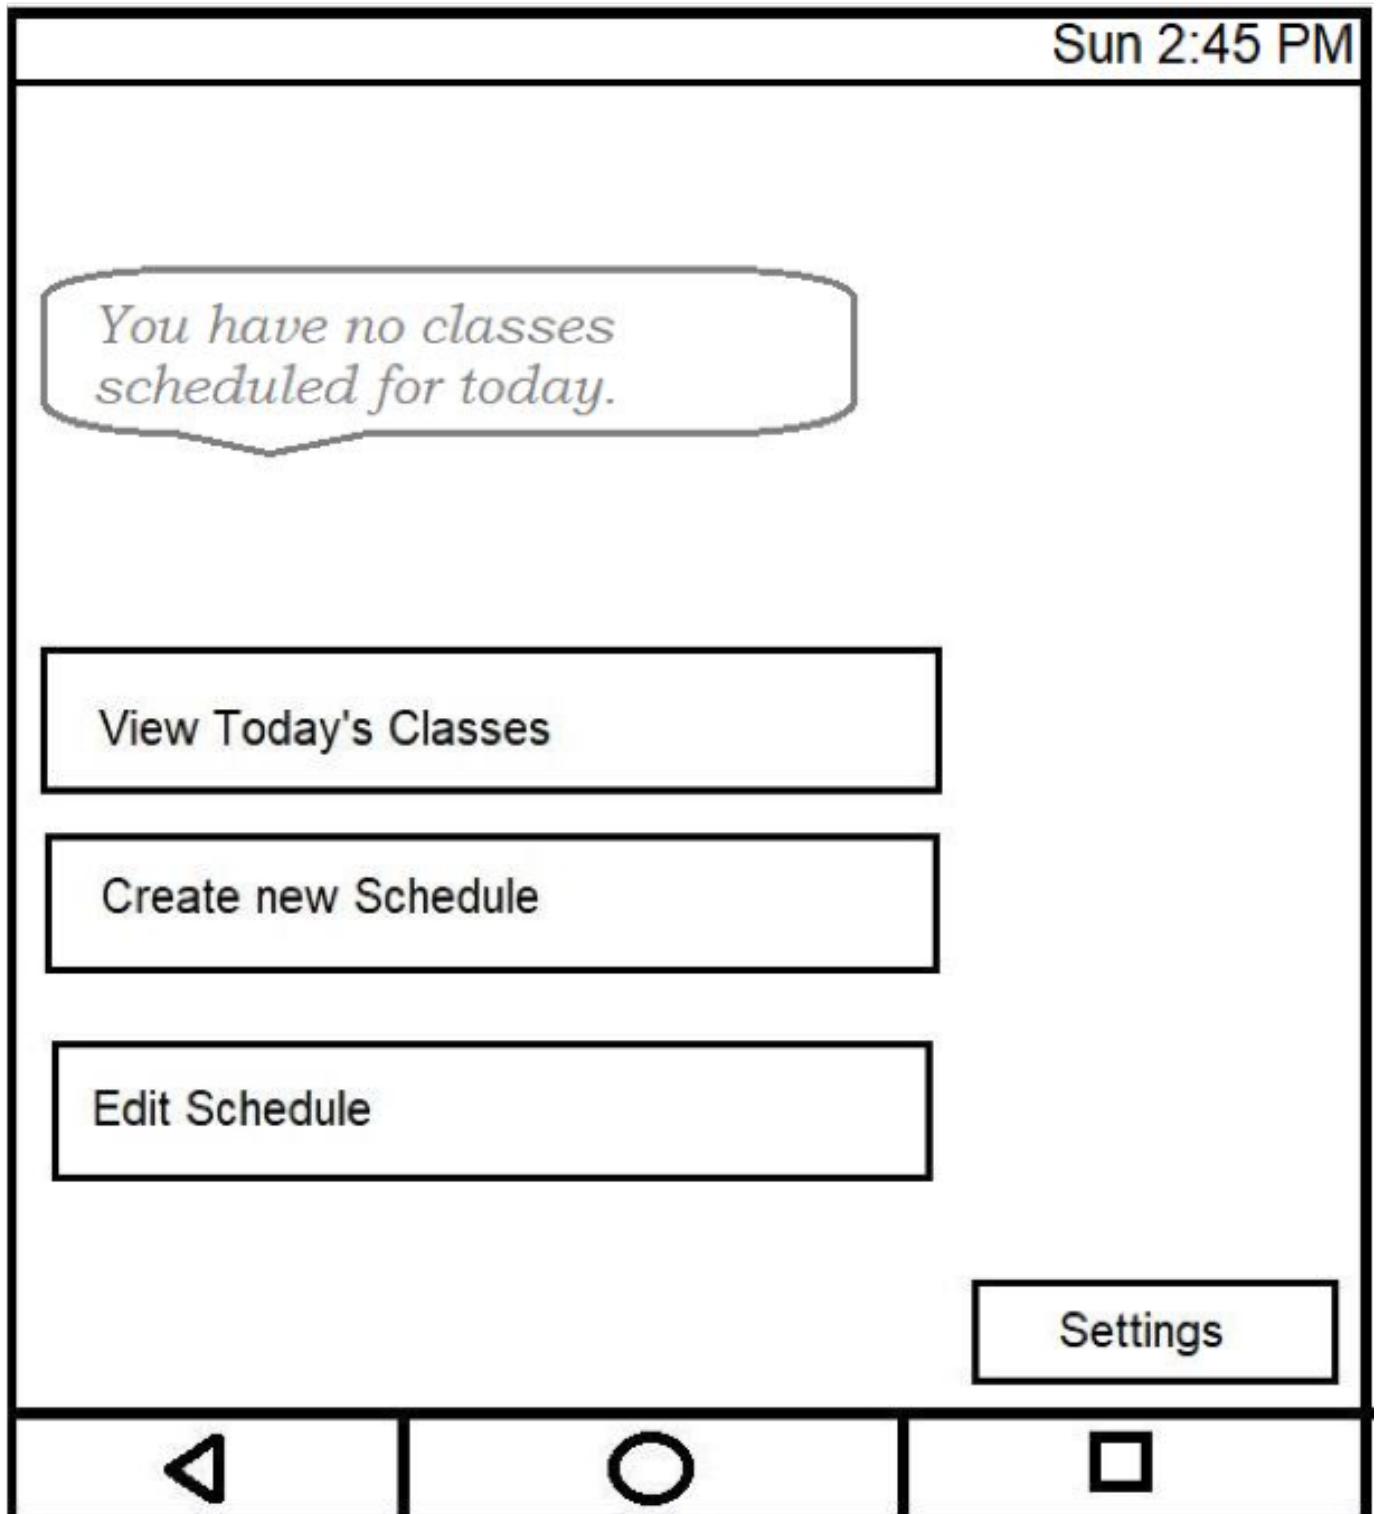 Sun 2:45 PM
You have no classes
scheduled for today.
View Today's Classes
Create new Schedule
Edit Schedule
Settings